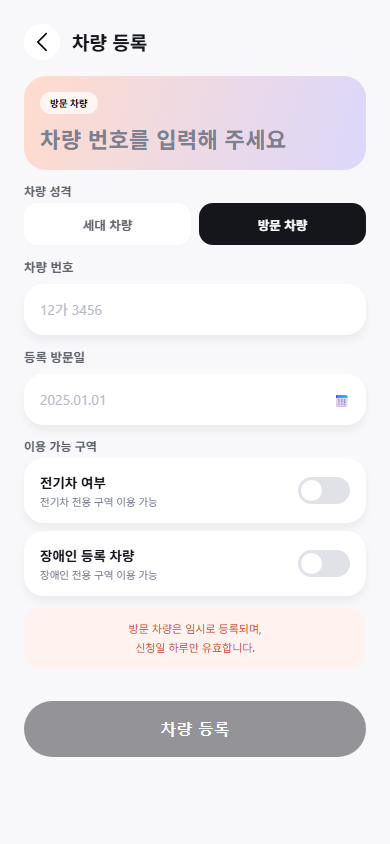 차량 등록
방문 차량
차량 번호를 입력해 주세요
차량 성격
세대 차량
방문 차량
차량 번호
12가 3456
등록 방문일
2025.01.01
이용 가능 구역
전기차 여부
전기차 전용 구역 이용 가능
장애인 등록 차량
장애인 전용 구역 이용 가능
방문 차량은 임시로 등록되며,
신청일 하루만 유효합니다.
차량 등록